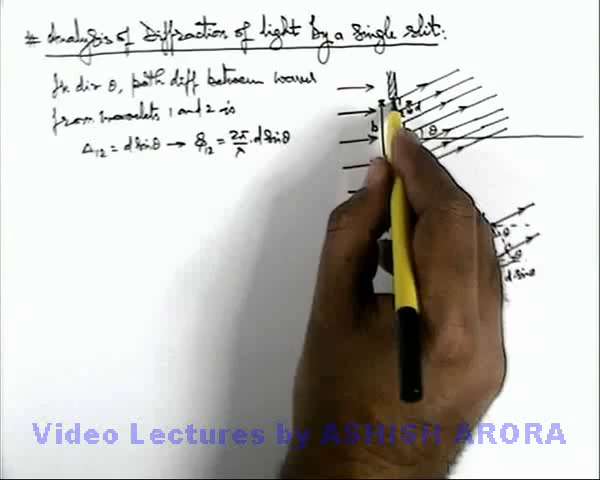 # Analysis of Diffraction of light by a single slit:
In dir θ, path diff between waves
from wavelets 1 and 2 is
Δ₁₂ = d sinθ → φ₁₂ = 2π/λ . d sinθ
d
b
θ
θ
θ
d sinθ
Video Lectures by ASHISH ARORA